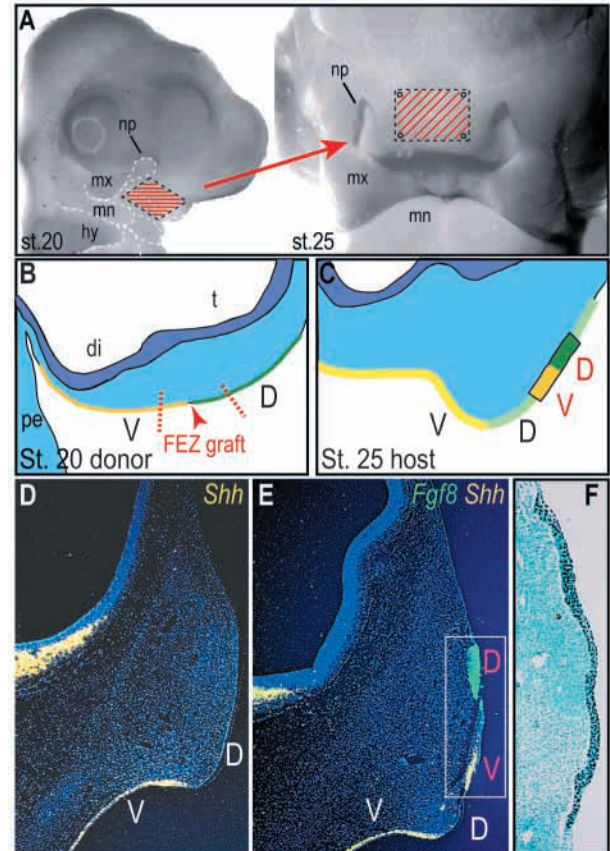 A
np
mx
mn
hy
st.20
np
mx
mn
st.25
B
t
di
pe
V
D
FEZ graft
St. 20 donor
C
D
V
V
D
St. 25 host
D
Shh
D
V
E
Fgf8 Shh
D
V
V
D
F